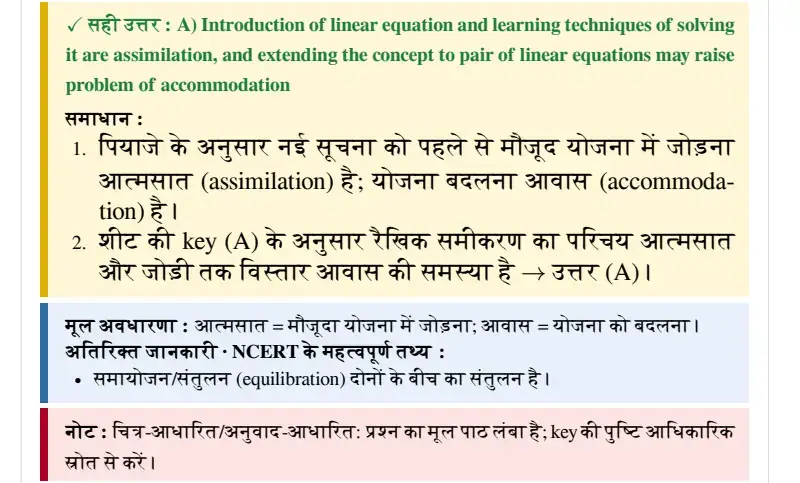 ✓ सही उत्तर : A) Introduction of linear equation and learning techniques of solving
it are assimilation, and extending the concept to pair of linear equations may raise
problem of accommodation
समाधान :
1. पियाजे के अनुसार नई सूचना को पहले से मौजूद योजना में जोड़ना
आत्मसात (assimilation) है; योजना बदलना आवास (accommoda-
tion) है।
2. शीट की key (A) के अनुसार रैखिक समीकरण का परिचय आत्मसात
और जोड़ी तक विस्तार आवास की समस्या है → उत्तर (A)।
मूल अवधारणा : आत्मसात = मौजूदा योजना में जोड़ना; आवास = योजना को बदलना।
अतिरिक्त जानकारी · NCERT के महत्वपूर्ण तथ्य :
• समायोजन/संतुलन (equilibration) दोनों के बीच का संतुलन है।
नोट : चित्र-आधारित/अनुवाद-आधारित: प्रश्न का मूल पाठ लंबा है; key की पुष्टि आधिकारिक
स्रोत से करें।